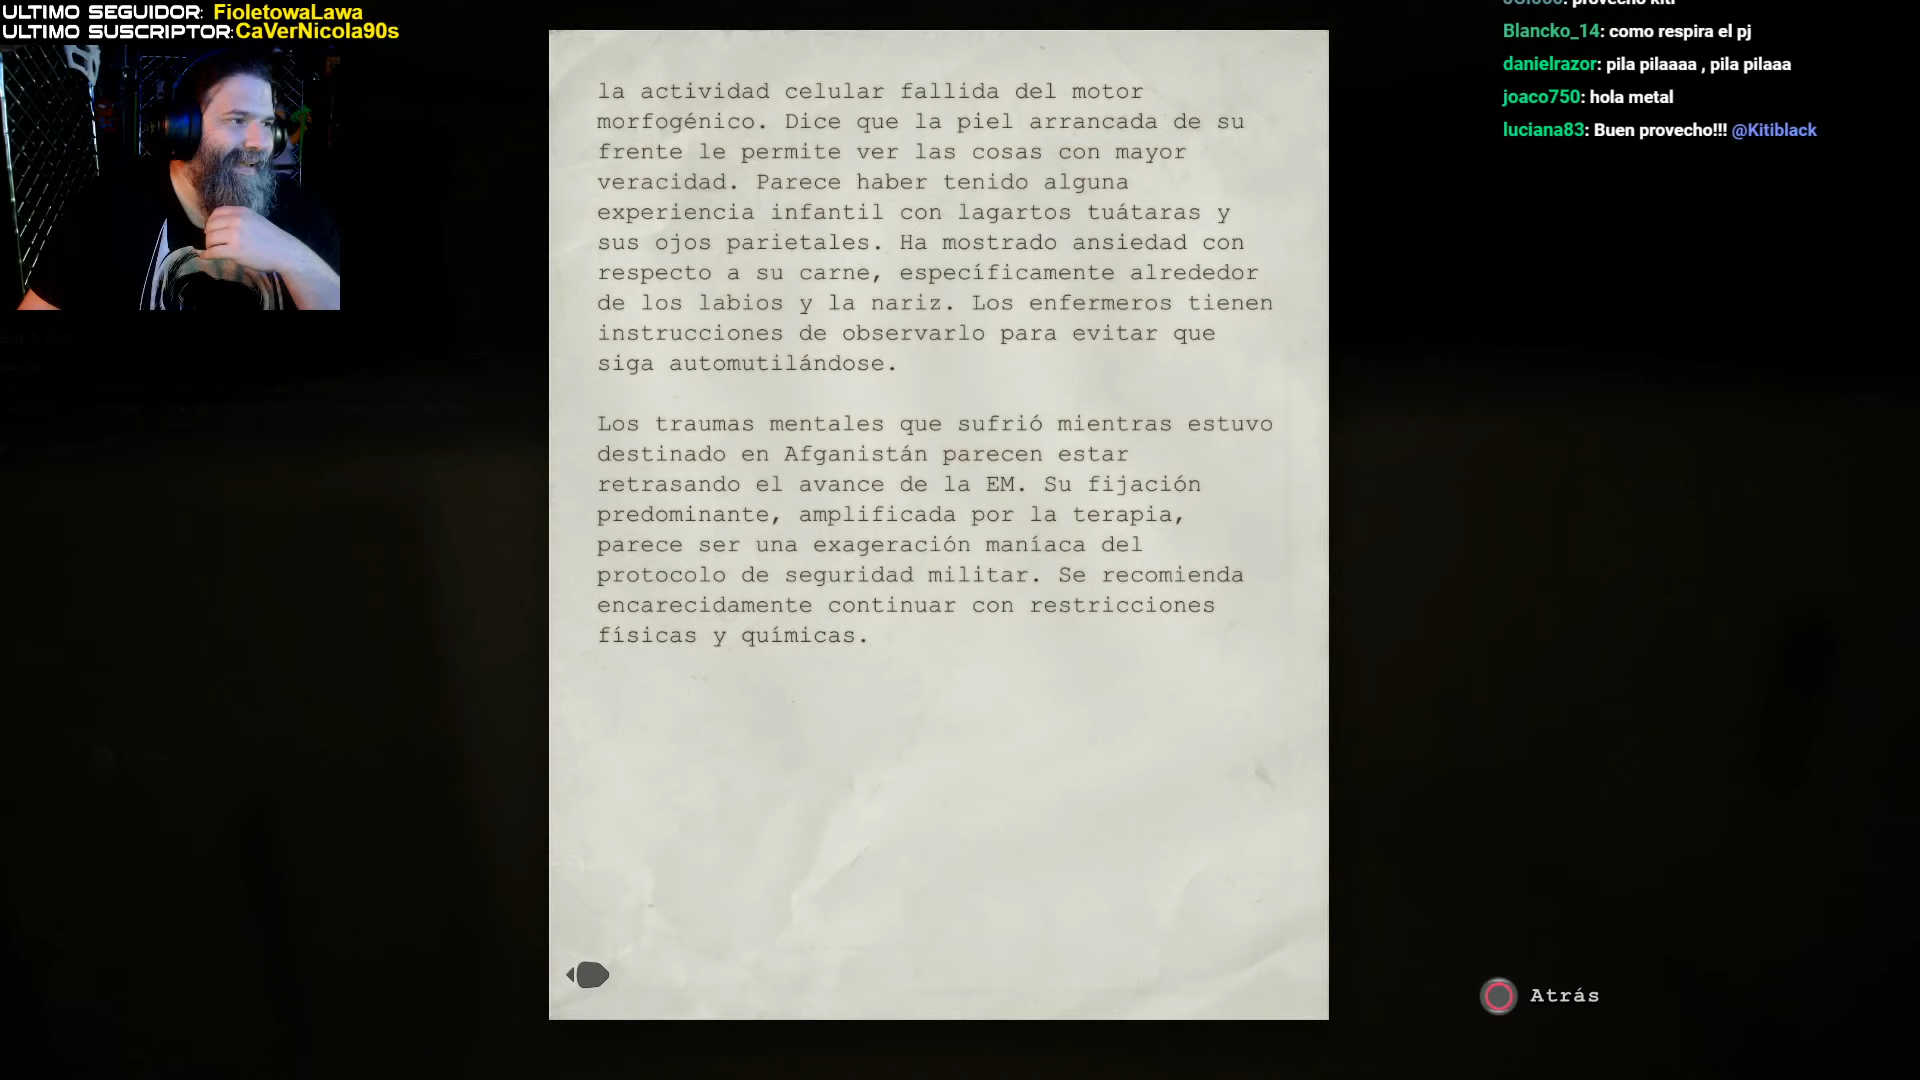 ULTIMO SEGUIDOR: FioletowaLawa
ULTIMO SUSCRIPTOR:CaVerNicola90s
provecho kiti
Blancko_14: como respira el pj
danielrazor: pila pilaaaa , pila pilaaa
joaco750: hola metal
luciana83: Buen provecho!!! @Kitiblack
la actividad celular fallida del motor
morfogénico. Dice que la piel arrancada de su
frente le permite ver las cosas con mayor
veracidad. Parece haber tenido alguna
experiencia infantil con lagartos tuátaras y
sus ojos parietales. Ha mostrado ansiedad con
respecto a su carne, específicamente alrededor
de los labios y la nariz. Los enfermeros tienen
instrucciones de observarlo para evitar que
siga automutilándose.
Los traumas mentales que sufrió mientras estuvo
destinado en Afganistán parecen estar
retrasando el avance de la EM. Su fijación
predominante, amplificada por la terapia,
parece ser una exageración maníaca del
protocolo de seguridad militar. Se recomienda
encarecidamente continuar con restricciones
físicas y químicas.
Atrás